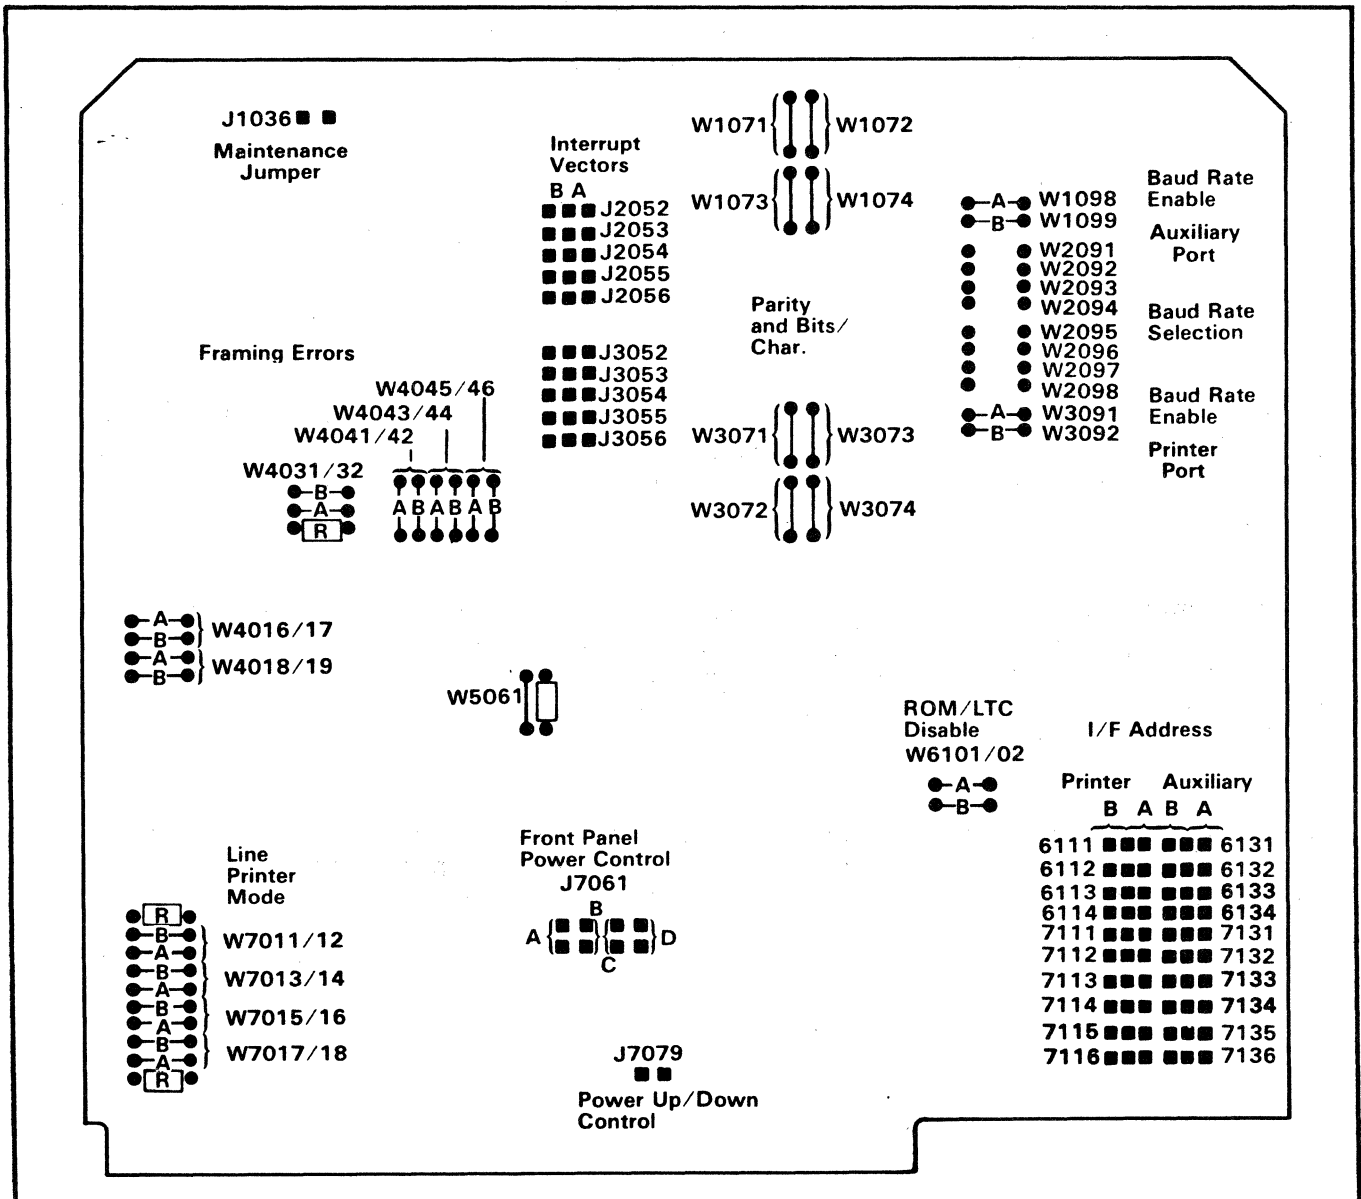 J1036
Maintenance
Jumper
Interrupt
Vectors
B A
J2052
J2053
J2054
J2055
J2056
J3052
J3053
J3054
J3055
J3056
W1071
W1072
W1073
W1074
Parity
and Bits/
Char.
W3071
W3073
W3072
W3074
Baud Rate
Enable
Auxiliary
Port
A W1098
B W1099
W2091
W2092
W2093
W2094
W2095
W2096
W2097
W2098
Baud Rate
Selection
A W3091
B W3092
Baud Rate
Enable
Printer
Port
Framing Errors
W4045/46
W4043/44
W4041/42
W4031/32
B
A
R
A B A B A B
A
B
W4016/17
A
B
W4018/19
W5061
ROM/LTC
Disable
W6101/02
A
B
I/F Address
Printer Auxiliary
B A B A
6111 6131
6112 6132
6113 6133
6114 6134
7111 7131
7112 7132
7113 7133
7114 7134
7115 7135
7116 7136
Line
Printer
Mode
R
B
A
W7011/12
B
A
W7013/14
B
A
W7015/16
B
A
W7017/18
R
Front Panel
Power Control
J7061
B
A D
C
J7079
Power Up/Down
Control